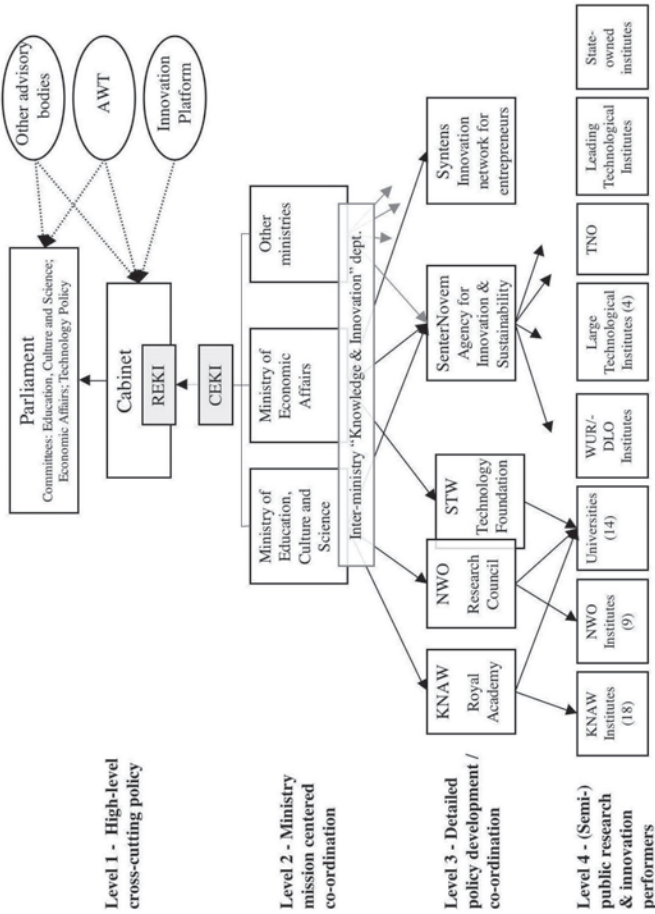 Level 1 - High-level
cross-cutting policy
Parliament
Committees: Education, Culture and Science;
Economic Affairs; Technology Policy
Cabinet
REKI
Other advisory
bodies
AWT
Innovation
Platform
CEKI
Level 2 - Ministry
mission centered
co-ordination
Ministry of
Education,
Culture and
Science
Ministry of
Economic
Affairs
Other
ministries
Inter-ministry “Knowledge & Innovation” dept.
Level 3 - Detailed
policy development /
co-ordination
KNAW
Royal
Academy
NWO
Research
Council
STW
Technology
Foundation
SenterNovem
Agency for
Innovation &
Sustainability
Syntens
Innovation
network for
entrepreneurs
Level 4 - (Semi-)
public research
& innovation
performers
KNAW
Institutes
(18)
NWO
Institutes
(9)
Universities
(14)
WUR/-
DLO
Institutes
Large
Technological
Institutes (4)
TNO
Leading
Technological
Institutes
State-
owned
institutes